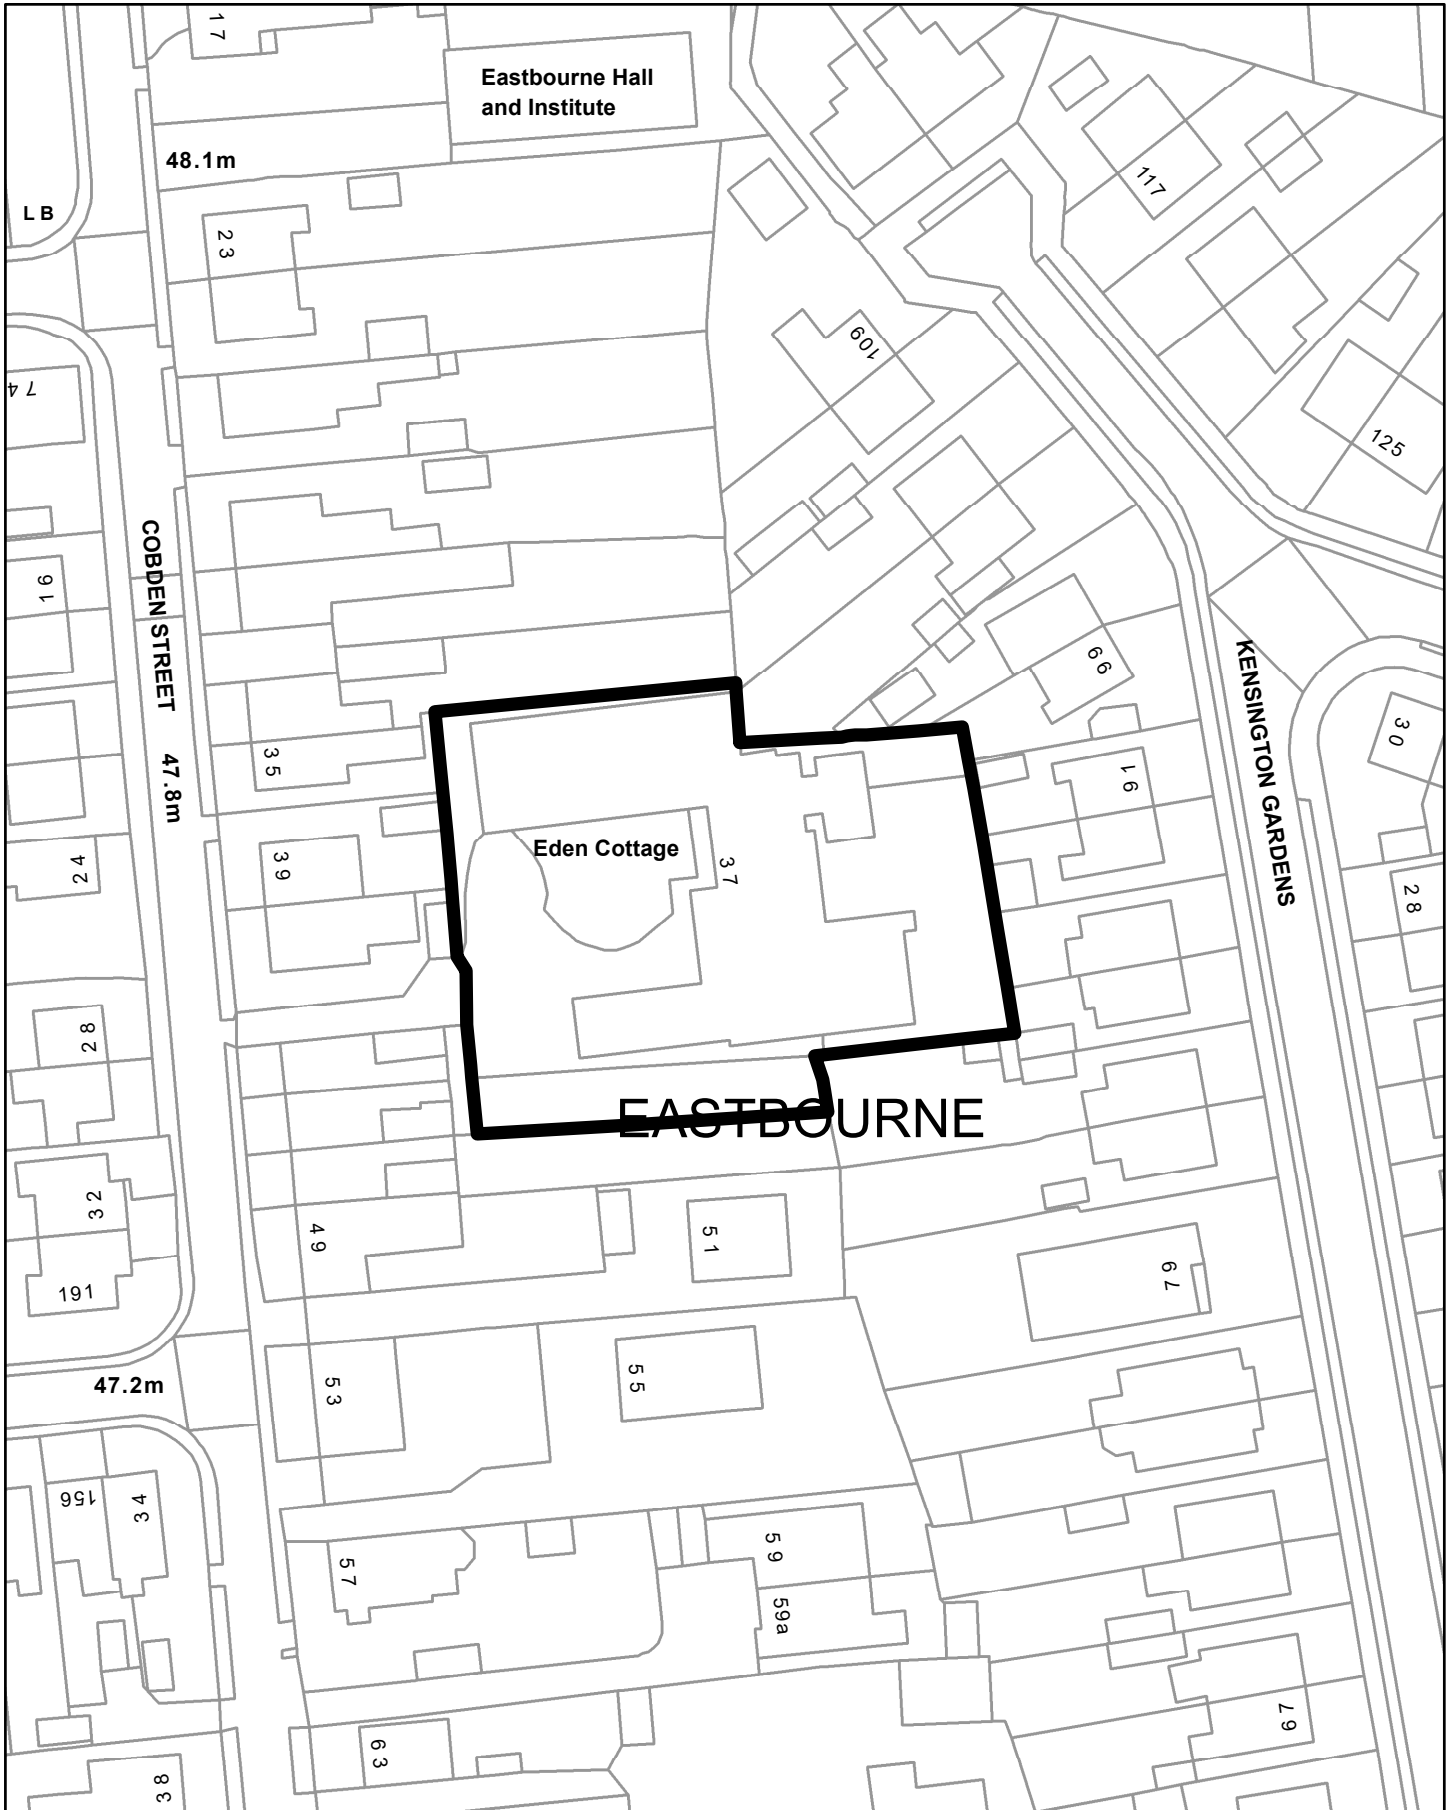 17
Eastbourne Hall
and Institute
48.1m
LB
23
117
109
125
74
COBDEN STREET
16
99
KENSINGTON GARDENS
30
35
47.8m
91
Eden Cottage
37
39
24
28
28
EASTBOURNE
32
49
51
79
191
47.2m
53
55
156
34
57
59
59a
67
63
38